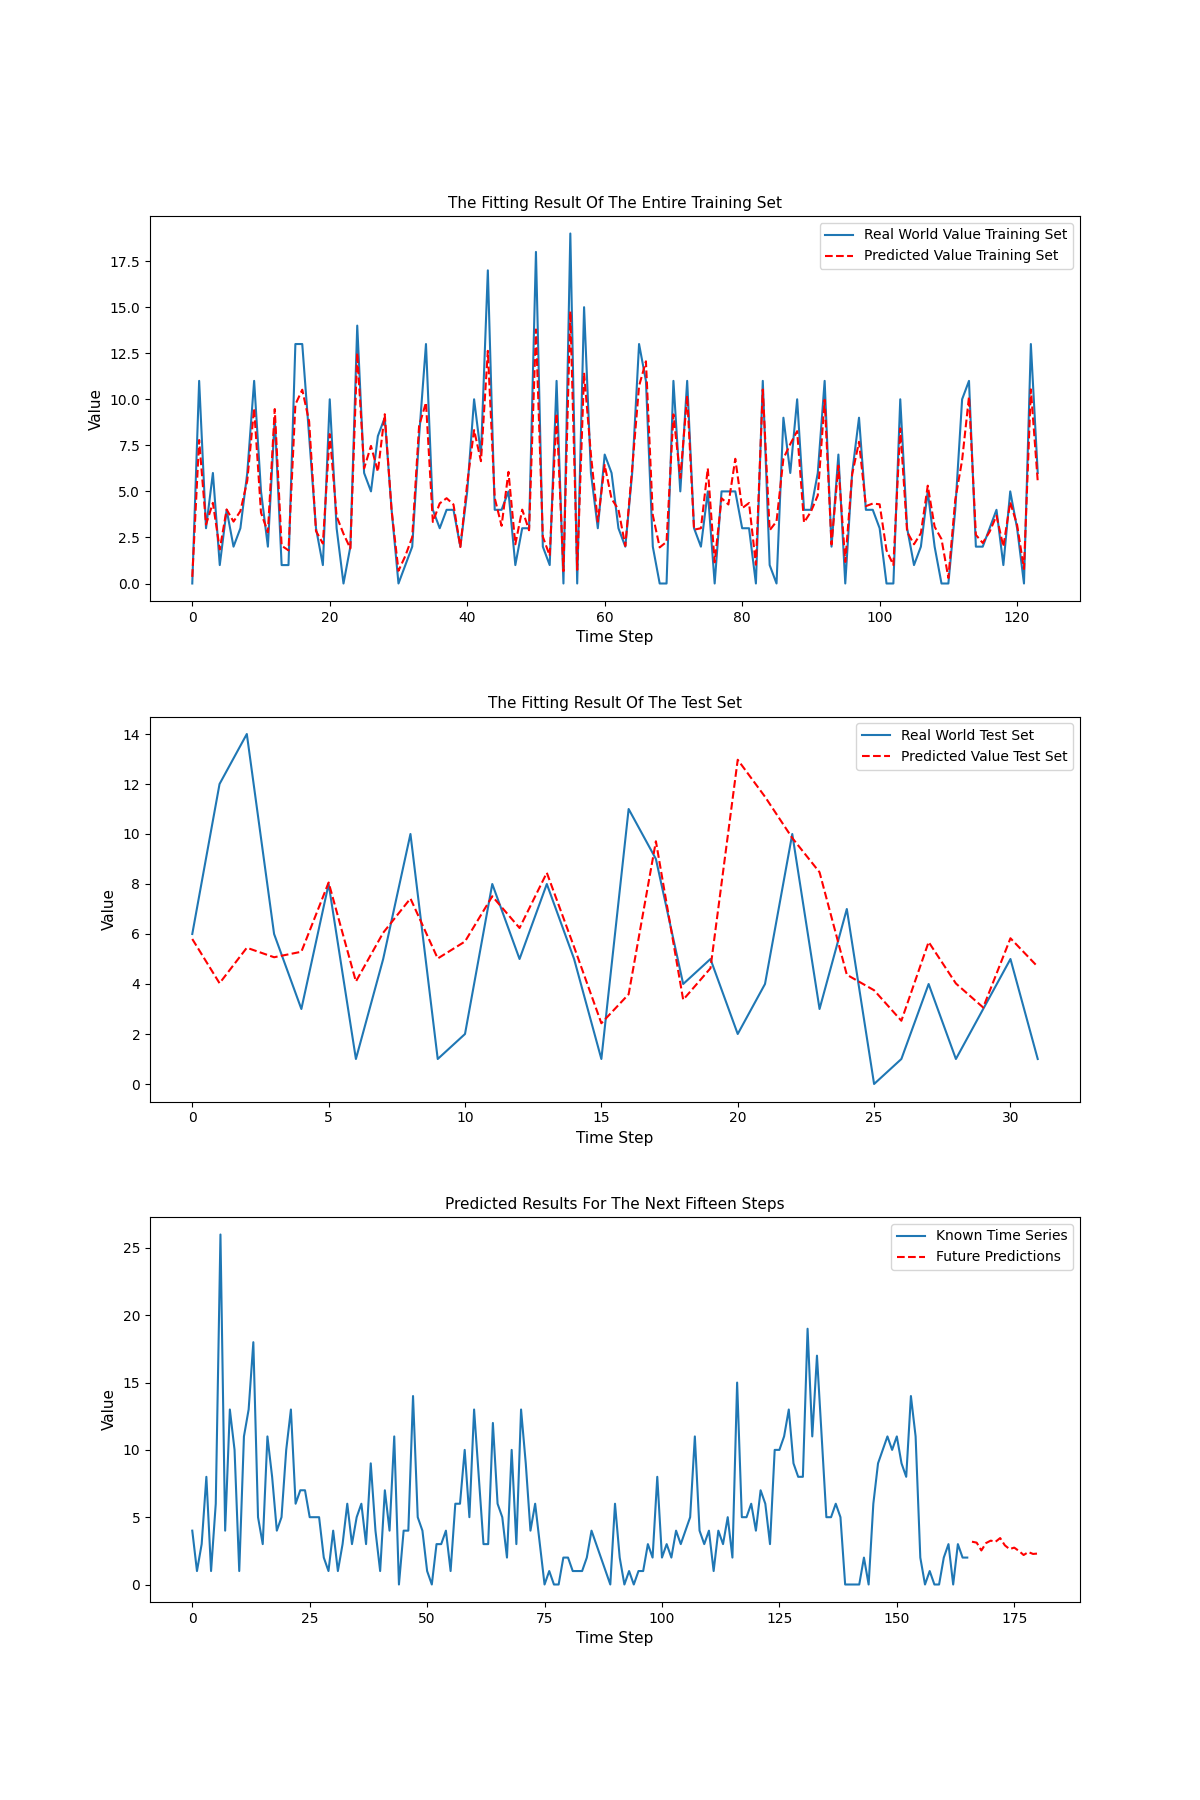 The Fitting Result Of The Entire Training Set
Real World Value Training Set
Predicted Value Training Set
17.5
15.0
12.5
10.0
7.5
5.0
2.5
0.0
Value
0 20 40 60 80 100 120
Time Step
The Fitting Result Of The Test Set
Real World Test Set
Predicted Value Test Set
14
12
10
8
6
4
2
0
Value
0 5 10 15 20 25 30
Time Step
Predicted Results For The Next Fifteen Steps
Known Time Series
Future Predictions
25
20
15
10
5
0
Value
0 25 50 75 100 125 150 175
Time Step